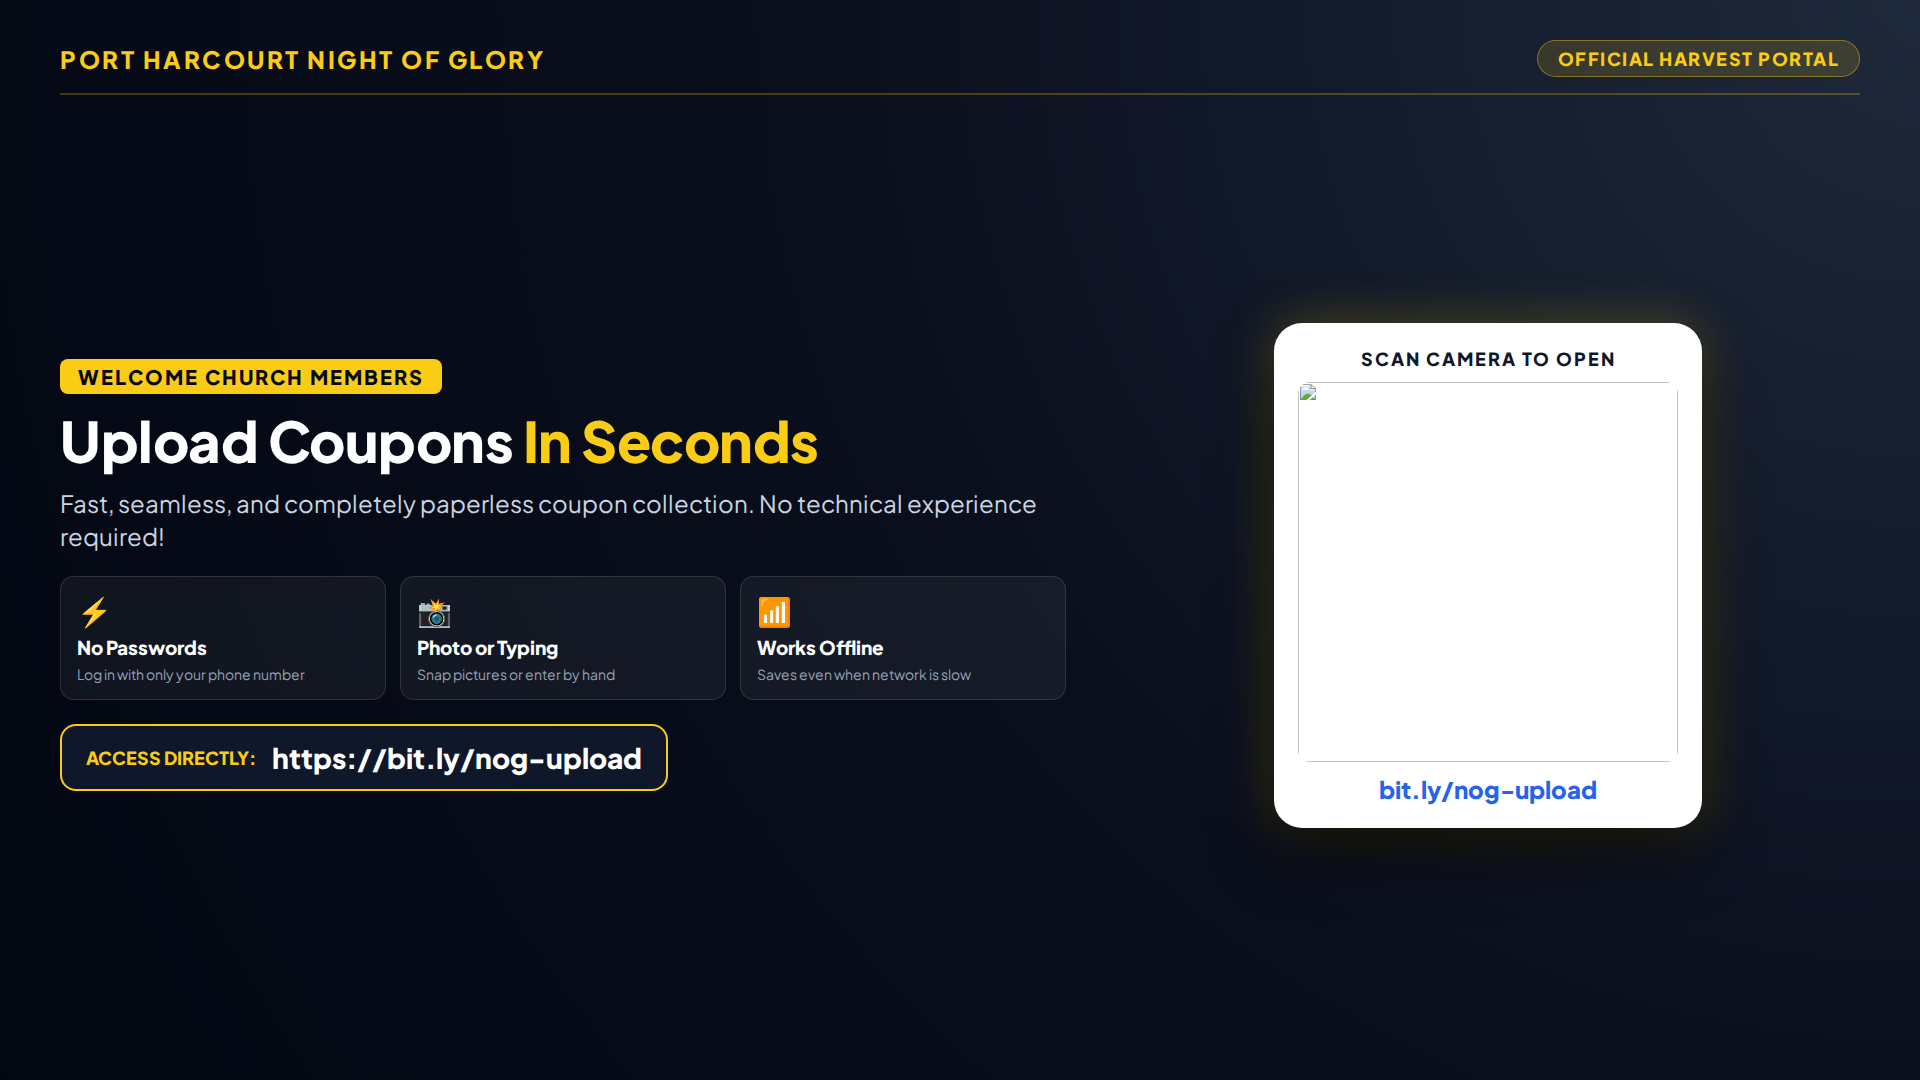 PORT HARCOURT NIGHT OF GLORY
OFFICIAL HARVEST PORTAL
WELCOME CHURCH MEMBERS
Upload Coupons In Seconds
Fast, seamless, and completely paperless coupon collection. No technical experience
required!
No Passwords
Log in with only your phone number
Photo or Typing
Snap pictures or enter by hand
Works Offline
Saves even when network is slow
ACCESS DIRECTLY: https://bit.ly/nog-upload
SCAN CAMERA TO OPEN
bit.ly/nog-upload